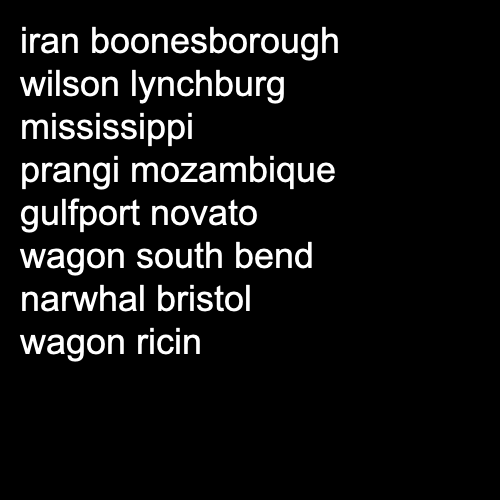 iran boonesborough
wilson lynchburg
mississippi
prangi mozambique
gulfport novato
wagon south bend
narwhal bristol
wagon ricin